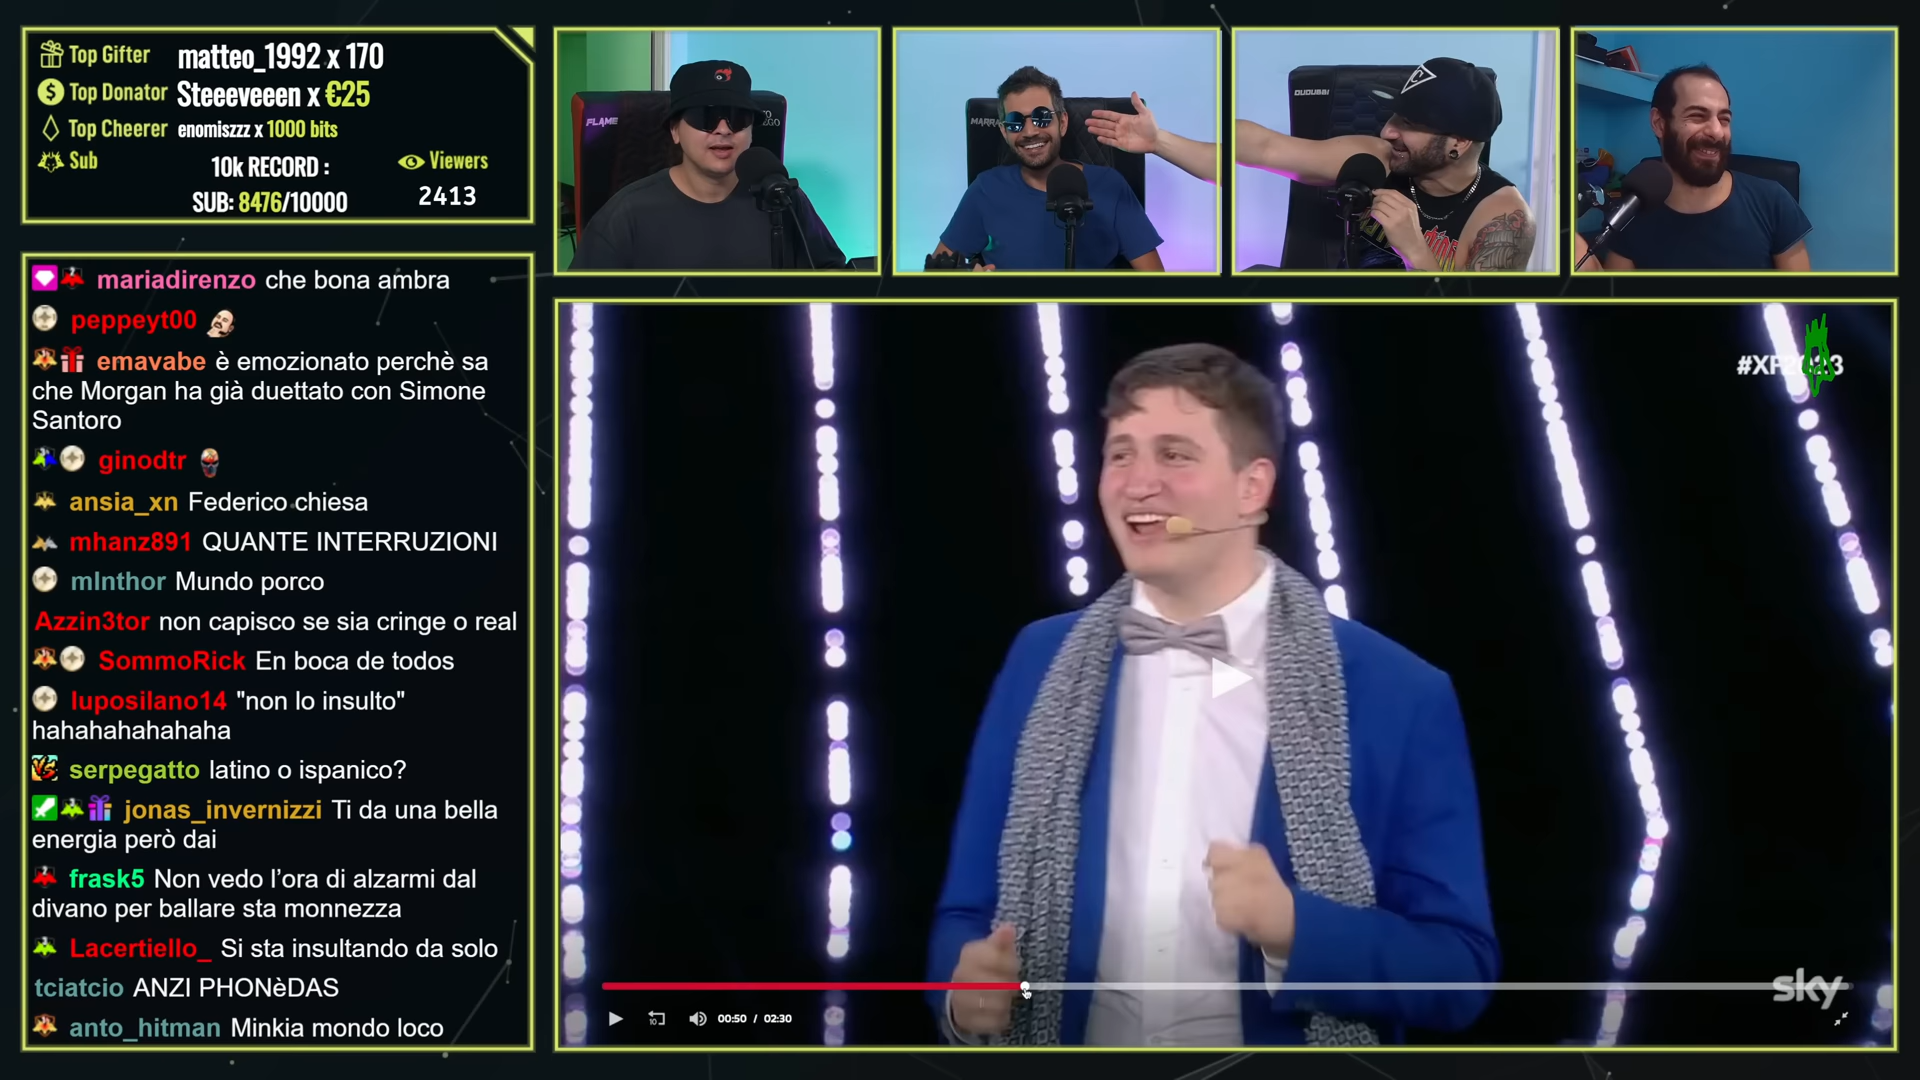 Top Gifter matteo_1992 x 170
Top Donator Steeeveeen x €25
Top Cheerer enomiszzz x 1000 bits
Sub
10k RECORD :
SUB: 8476/10000
Viewers
2413
mariadirenzo che bona ambra
peppeyt00
emavabe è emozionato perchè sa
che Morgan ha già duettato con Simone
Santoro
ginodtr
ansia_xn Federico chiesa
mhanz891 QUANTE INTERRUZIONI
mlnthor Mundo porco
Azzin3tor non capisco se sia cringe o real
SommoRick En boca de todos
luposilano14 "non lo insulto"
hahahahahahaha
serpegatto latino o ispanico?
jonas_invernizzi Ti da una bella
energia però dai
frask5 Non vedo l’ora di alzarmi dal
divano per ballare sta monnezza
Lacertiello_ Si sta insultando da solo
tciatcio ANZI PHONèDAS
anto_hitman Minkia mondo loco
FLAME
DUDUBAI
#XF2023
sky
10
00:50 / 02:30